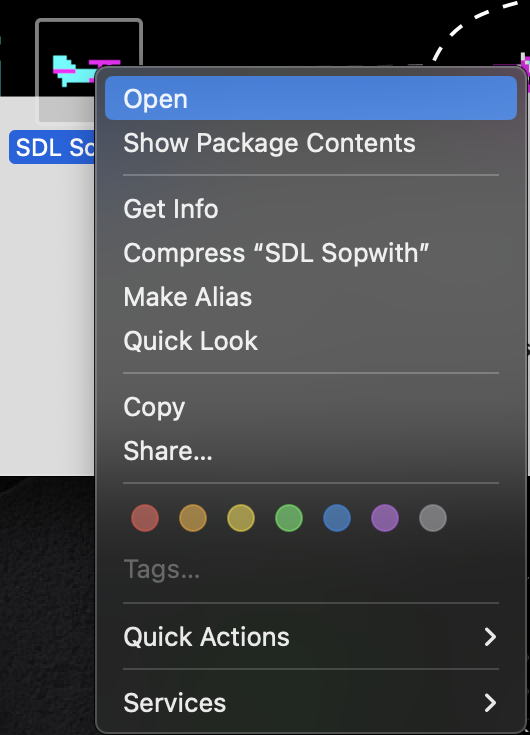 SDL So
Open
Show Package Contents
Get Info
Compress “SDL Sopwith”
Make Alias
Quick Look
Copy
Share...
Tags...
Quick Actions
Services